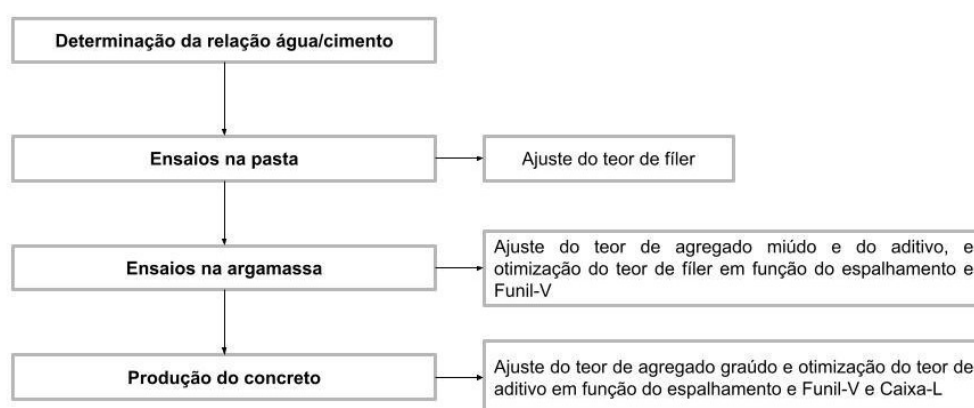 Determinação da relação água/cimento
Ensaios na pasta
Ajuste do teor de fíler
Ensaios na argamassa
Ajuste do teor de agregado miúdo e do aditivo, e
otimização do teor de fíler em função do espalhamento e
Funil-V
Produção do concreto
Ajuste do teor de agregado graúdo e otimização do teor de
aditivo em função do espalhamento e Funil-V e Caixa-L